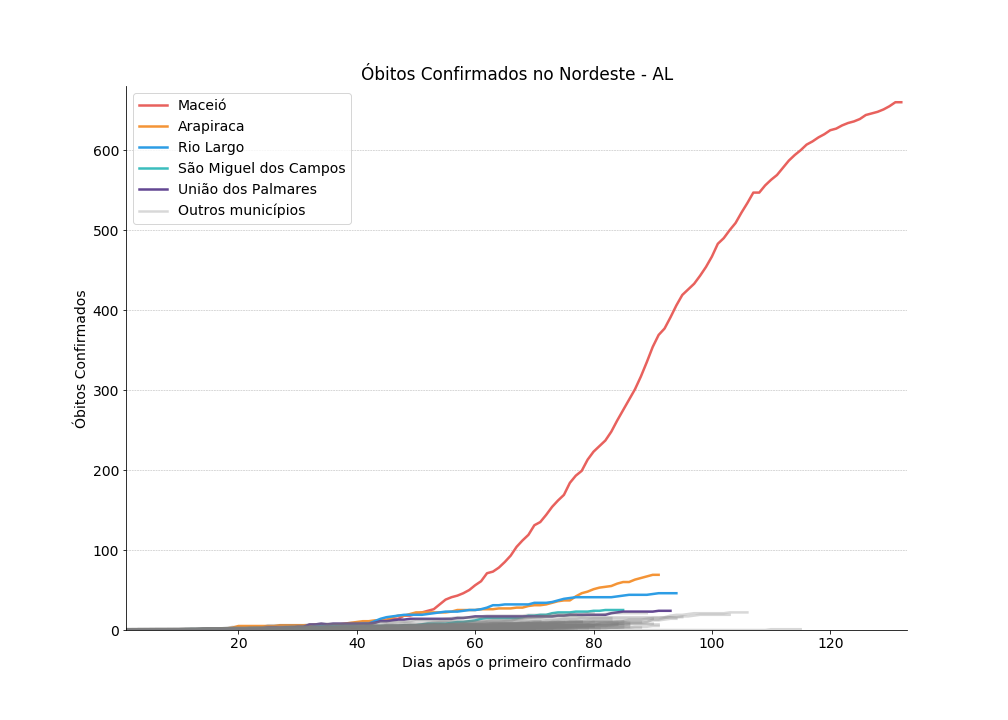 Óbitos Confirmados no Nordeste - AL
Maceió
Arapiraca
Rio Largo
São Miguel dos Campos
União dos Palmares
Outros municípios
600
500
400
300
200
100
0
Óbitos Confirmados
20 40 60 80 100 120
Dias após o primeiro confirmado